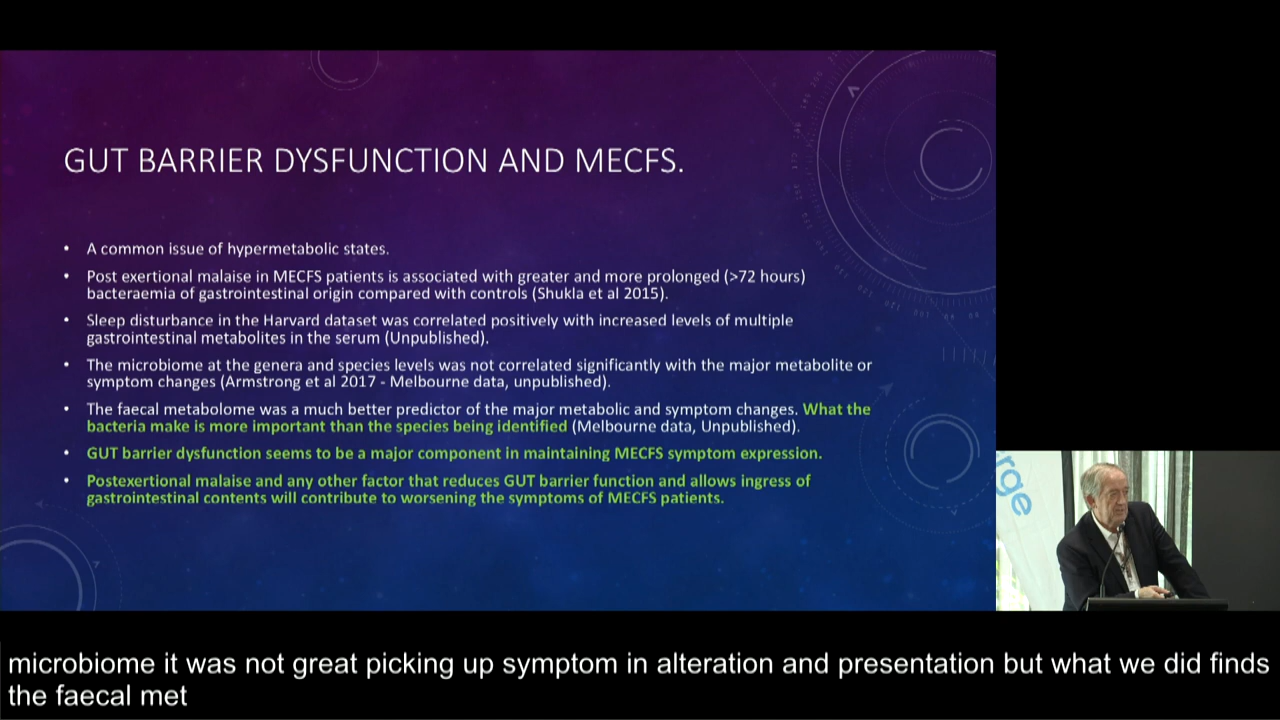 GUT BARRIER DYSFUNCTION AND MECFS.
• A common issue of hypermetabolic states.
• Post exertional malaise in MECFS patients is associated with greater and more prolonged (>72 hours)
bacteraemia of gastrointestinal origin compared with controls (Shukla et al 2015).
• Sleep disturbance in the Harvard dataset was correlated positively with increased levels of multiple
gastrointestinal metabolites in the serum (Unpublished).
• The microbiome at the genera and species levels was not correlated significantly with the major metabolite or
symptom changes (Armstrong et al 2017 - Melbourne data, unpublished).
• The faecal metabolome was a much better predictor of the major metabolic and symptom changes. What the
bacteria make is more important than the species being identified (Melbourne data, Unpublished).
• GUT barrier dysfunction seems to be a major component in maintaining MECFS symptom expression.
• Postexertional malaise and any other factor that reduces GUT barrier function and allows ingress of
gastrointestinal contents will contribute to worsening the symptoms of MECFS patients.
rge
microbiome it was not great picking up symptom in alteration and presentation but what we did finds
the faecal met